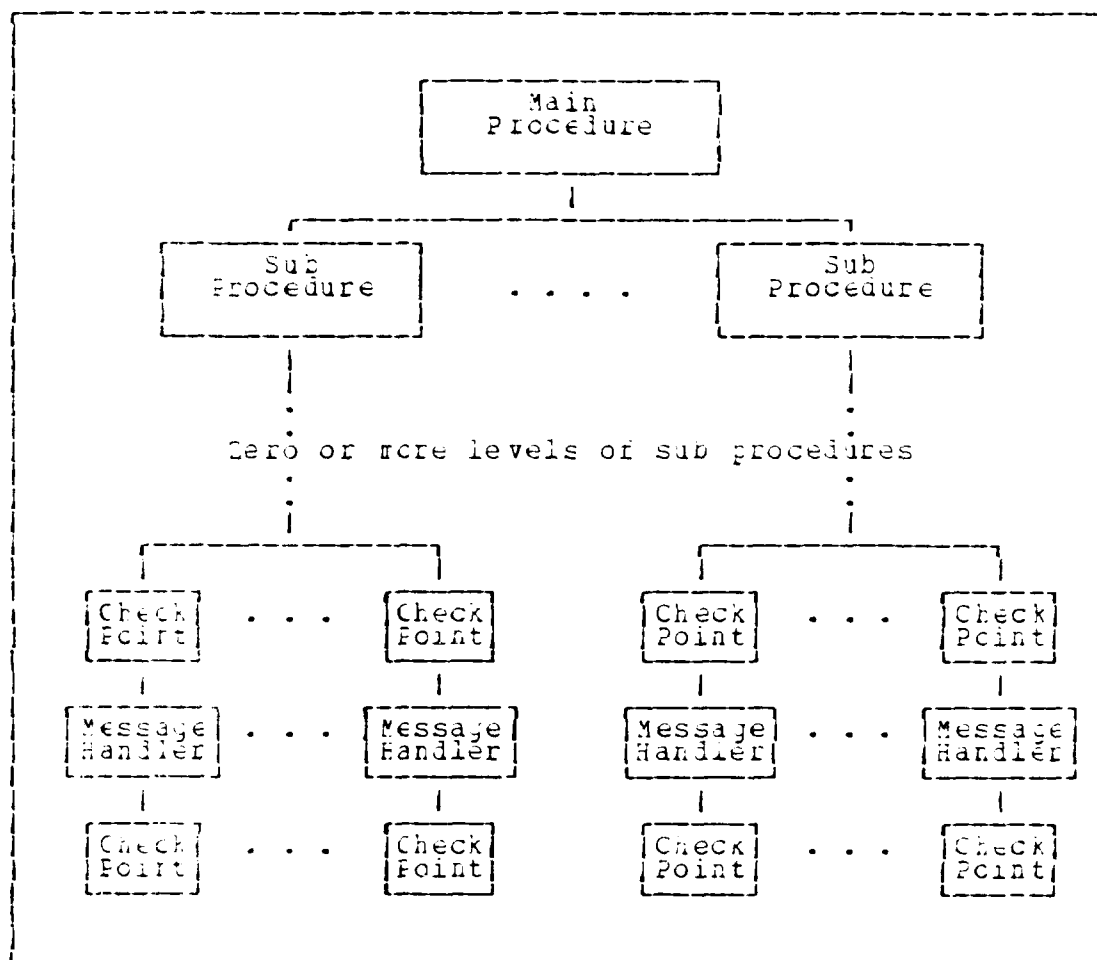 Main
Procedure
Sub
Procedure
. . . .
Sub
Procedure
Zero or more levels of sub procedures
Check
Point
. . .
Check
Point
Check
Point
. . .
Check
Point
Message
Handler
. . .
Message
Handler
Message
Handler
. . .
Message
Handler
Check
Point
. . .
Check
Point
Check
Point
. . .
Check
Point